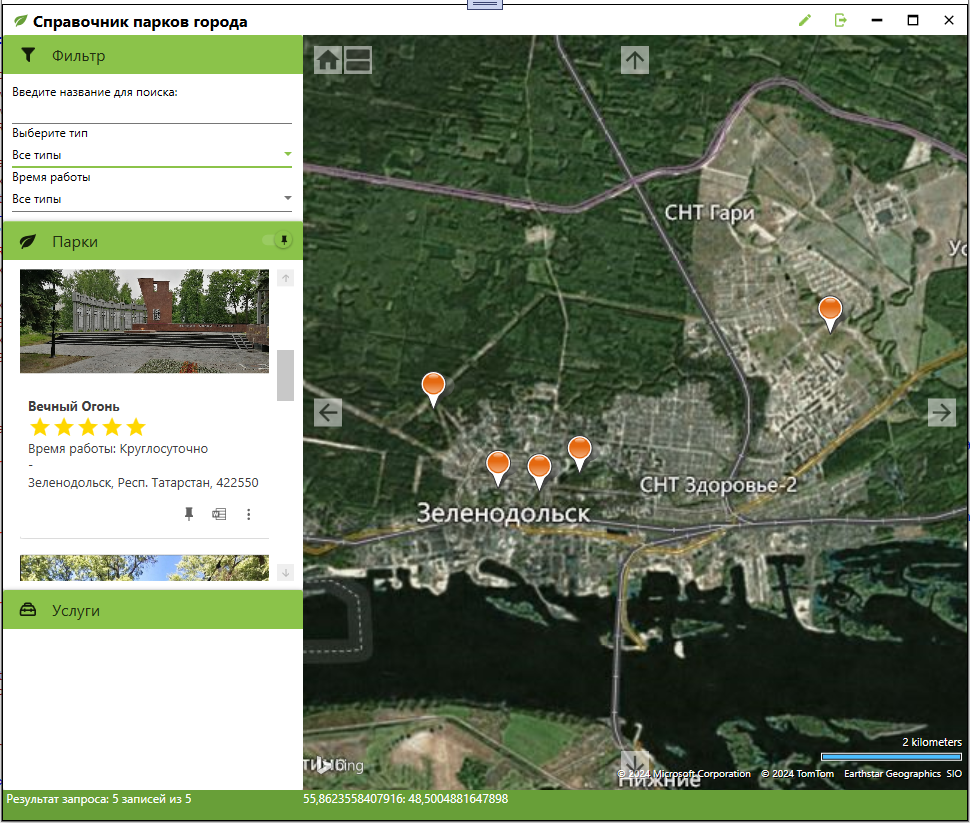 Справочник парков города
Фильтр
Введите название для поиска:
Выберите тип
Все типы
Время работы
Все типы
Парки
Вечный Огонь
Время работы: Круглосуточно
-
Зеленодольск, Респ. Татарстан, 422550
Услуги
СНТ Гари
Ус
СНТ Здоровье-2
Зеленодольск
2 kilometers
bing
© 2024 Microsoft Corporation © 2024 TomTom Earthstar Geographics SIO
Нижние
Результат запроса: 5 записей из 5
55,8623558407916: 48,5004881647898